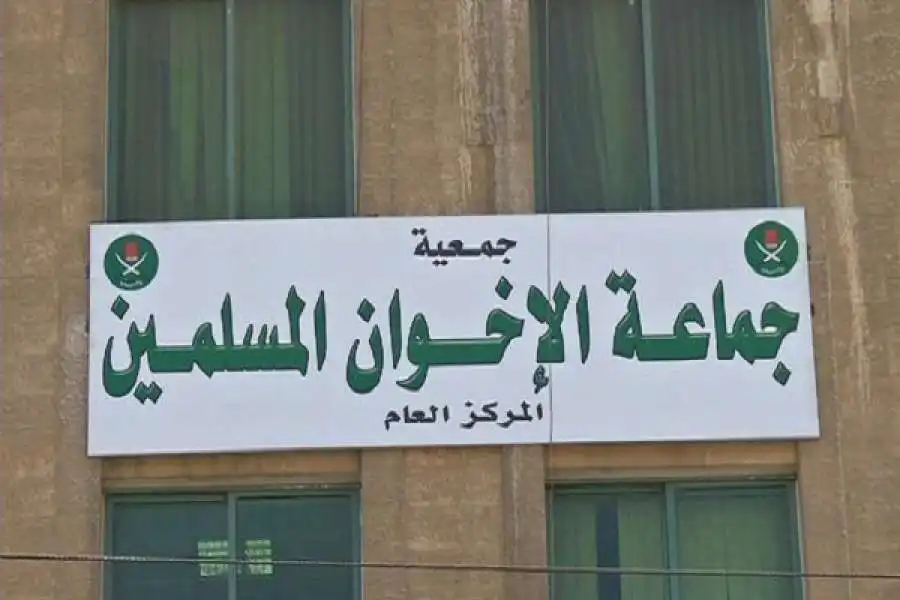 جمعية
جماعة الإخوان المسلمين
المركز العام